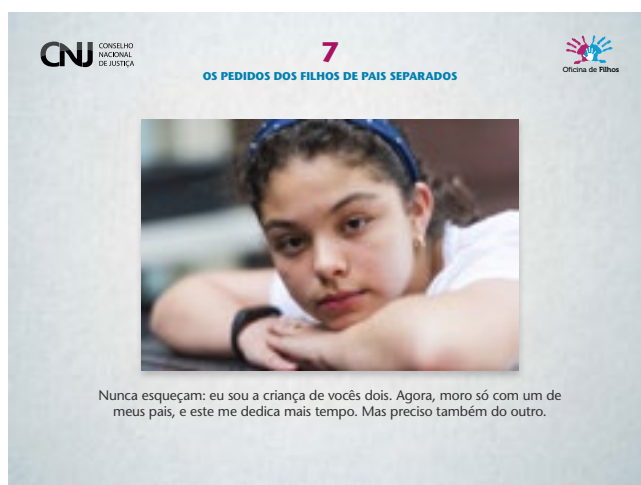 CNJ
CONSELHO
NACIONAL
DE JUSTIÇA
7
OS PEDIDOS DOS FILHOS DE PAIS SEPARADOS
Oficina de Filhos
Nunca esqueçam: eu sou a criança de vocês dois. Agora, moro só com um de
meus pais, e este me dedica mais tempo. Mas preciso também do outro.